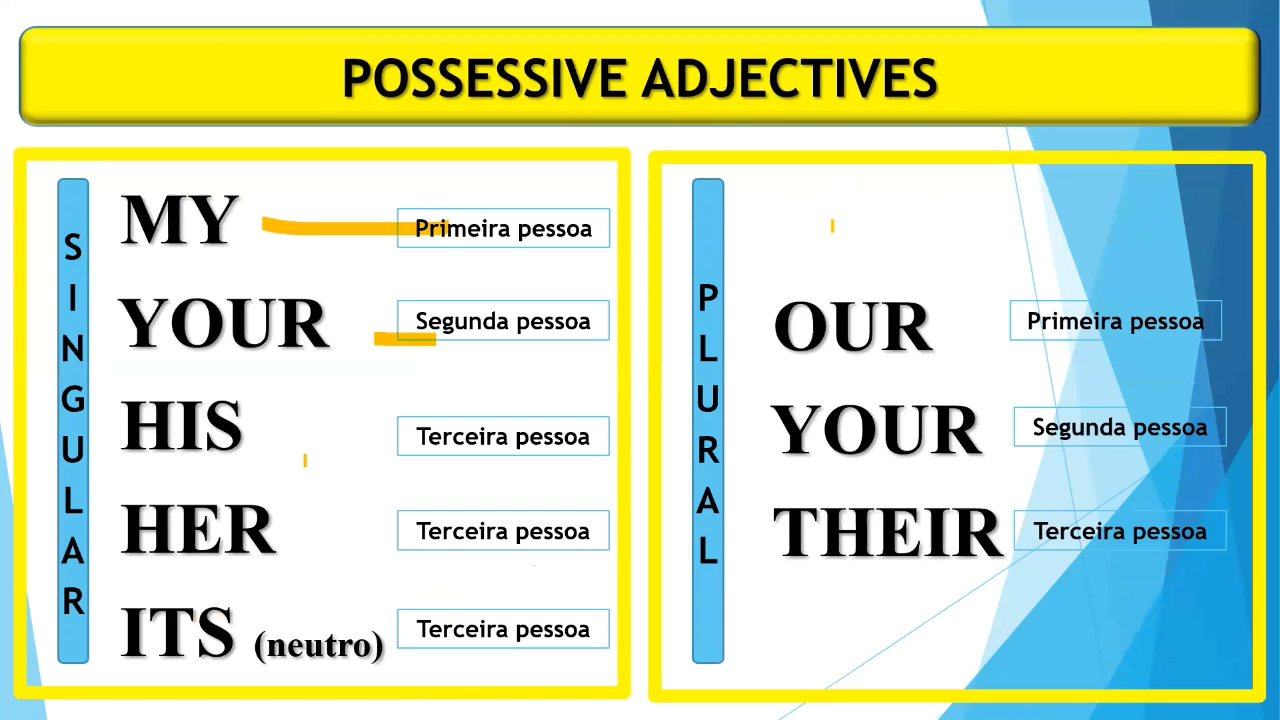 POSSESSIVE ADJECTIVES
SINGULAR
MY Primeira pessoa
YOUR Segunda pessoa
HIS Terceira pessoa
HER Terceira pessoa
ITS (neutro) Terceira pessoa
PLURAL
OUR Primeira pessoa
YOUR Segunda pessoa
THEIR Terceira pessoa